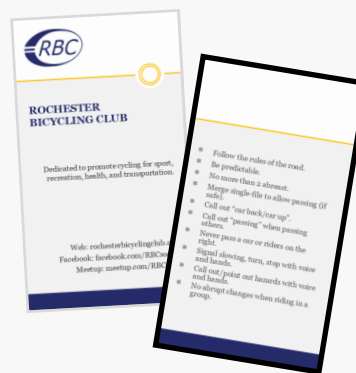 RBC
ROCHESTER
BICYCLING CLUB
Dedicated to promote cycling for sport,
recreation, health, and transportation.
Web: rochesterbicyclingclub.
Facebook: facebook.com/RBC
Meetup: meetup.com/RBC
Follow the rules of the road.
Be predictable.
No more than 2 abreast.
Merge single-file to allow passing (if
safe).
Call out "car back/car up".
Call out "passing" when passing
others.
Never pass a car or riders on the
right.
Signal slowing, turn, stop with voice
and hands.
Call out/point out hazards with voice
and hands.
No abrupt changes when riding in a
group.